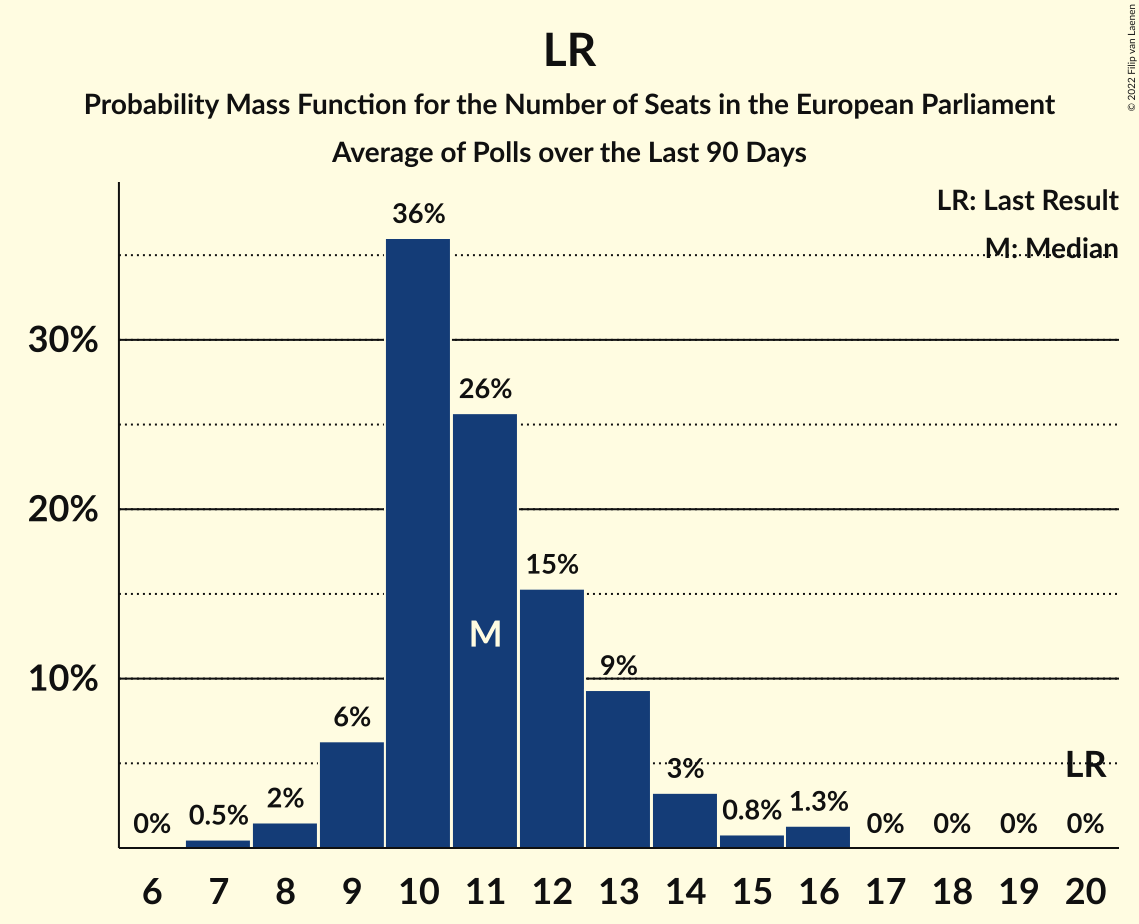 LR
Probability Mass Function for the Number of Seats in the European Parliament
Average of Polls over the Last 90 Days
© 2022 Filip van Laenen
LR: Last Result
M: Median
36%
30%
26%
20%
15%
M
10%
9%
6%
3%
LR
2%
1.3%
0.8%
0.5%
0%
0%
0%
0%
0%
6 7 8 9 10 11 12 13 14 15 16 17 18 19 20